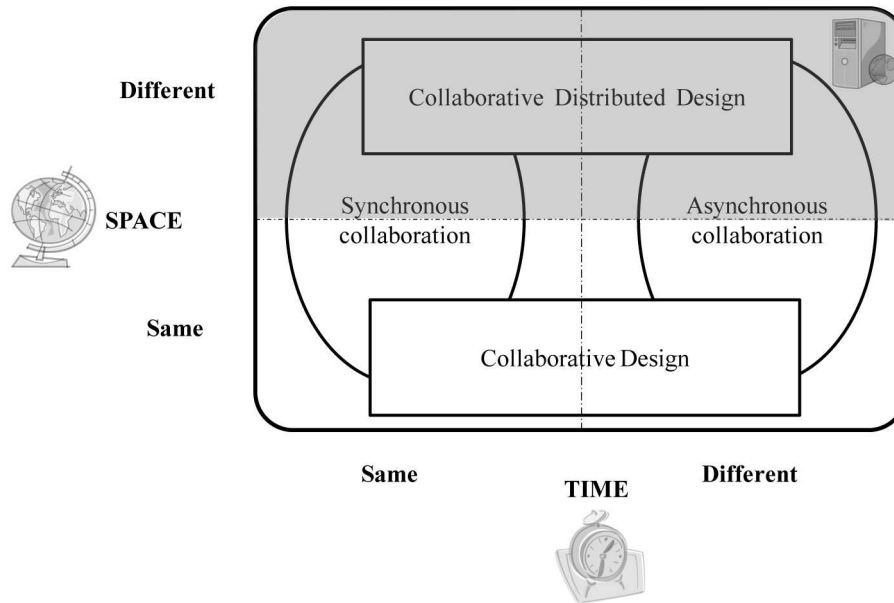 Different
Collaborative Distributed Design
SPACE
Synchronous
collaboration
Asynchronous
collaboration
Same
Collaborative Design
Same
TIME
Different